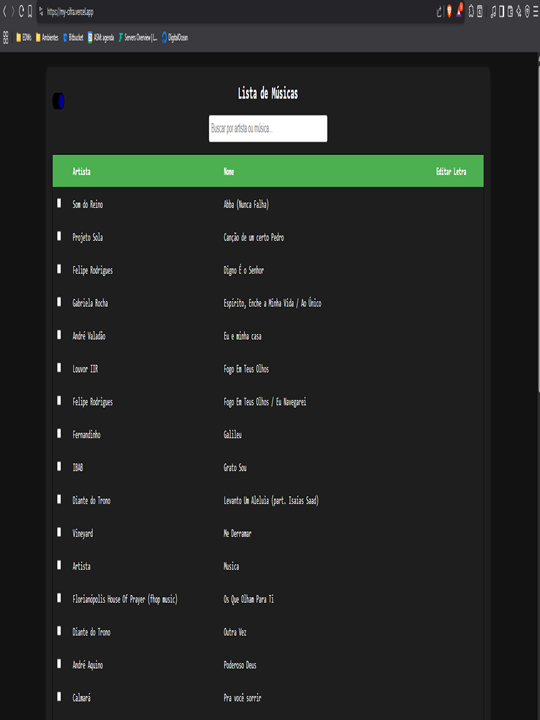 https://my-cifra.vercel.app
EDWs Ambientes Bitbucket ASM agenda Servers Overview | L... DigitalOcean
Lista de Músicas
Buscar por artista ou música...
Artista Nome Editar Letra
Som do Reino Abba (Nunca Falha)
Projeto Sola Canção de um certo Pedro
Felipe Rodrigues Digno É o Senhor
Gabriela Rocha Espírito, Enche a Minha Vida / Ao Único
André Valadão Eu e minha casa
Louvor IIR Fogo Em Teus Olhos
Felipe Rodrigues Fogo Em Teus Olhos / Eu Navegarei
Fernandinho Galileu
IBAB Grato Sou
Diante do Trono Levanto Um Aleluia (part. Isaias Saad)
Vineyard Me Derramar
Artista Musica
Florianópolis House Of Prayer (fhop music) Os Que Olham Para Ti
Diante do Trono Outra Vez
André Aquino Poderoso Deus
Calmará Pra você sorrir